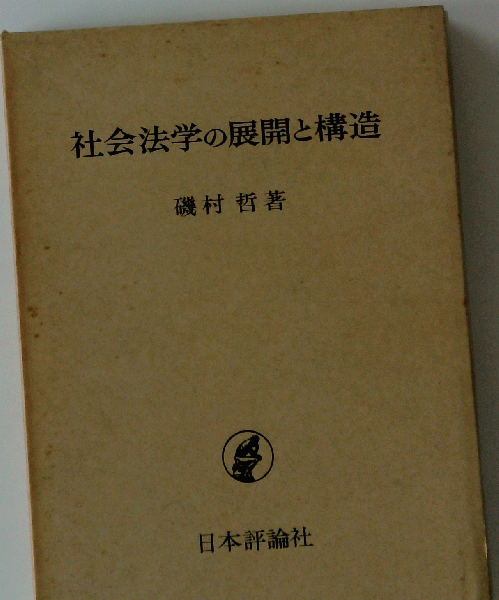 社会法学の展開と構造
磯村 哲著
日本評論社